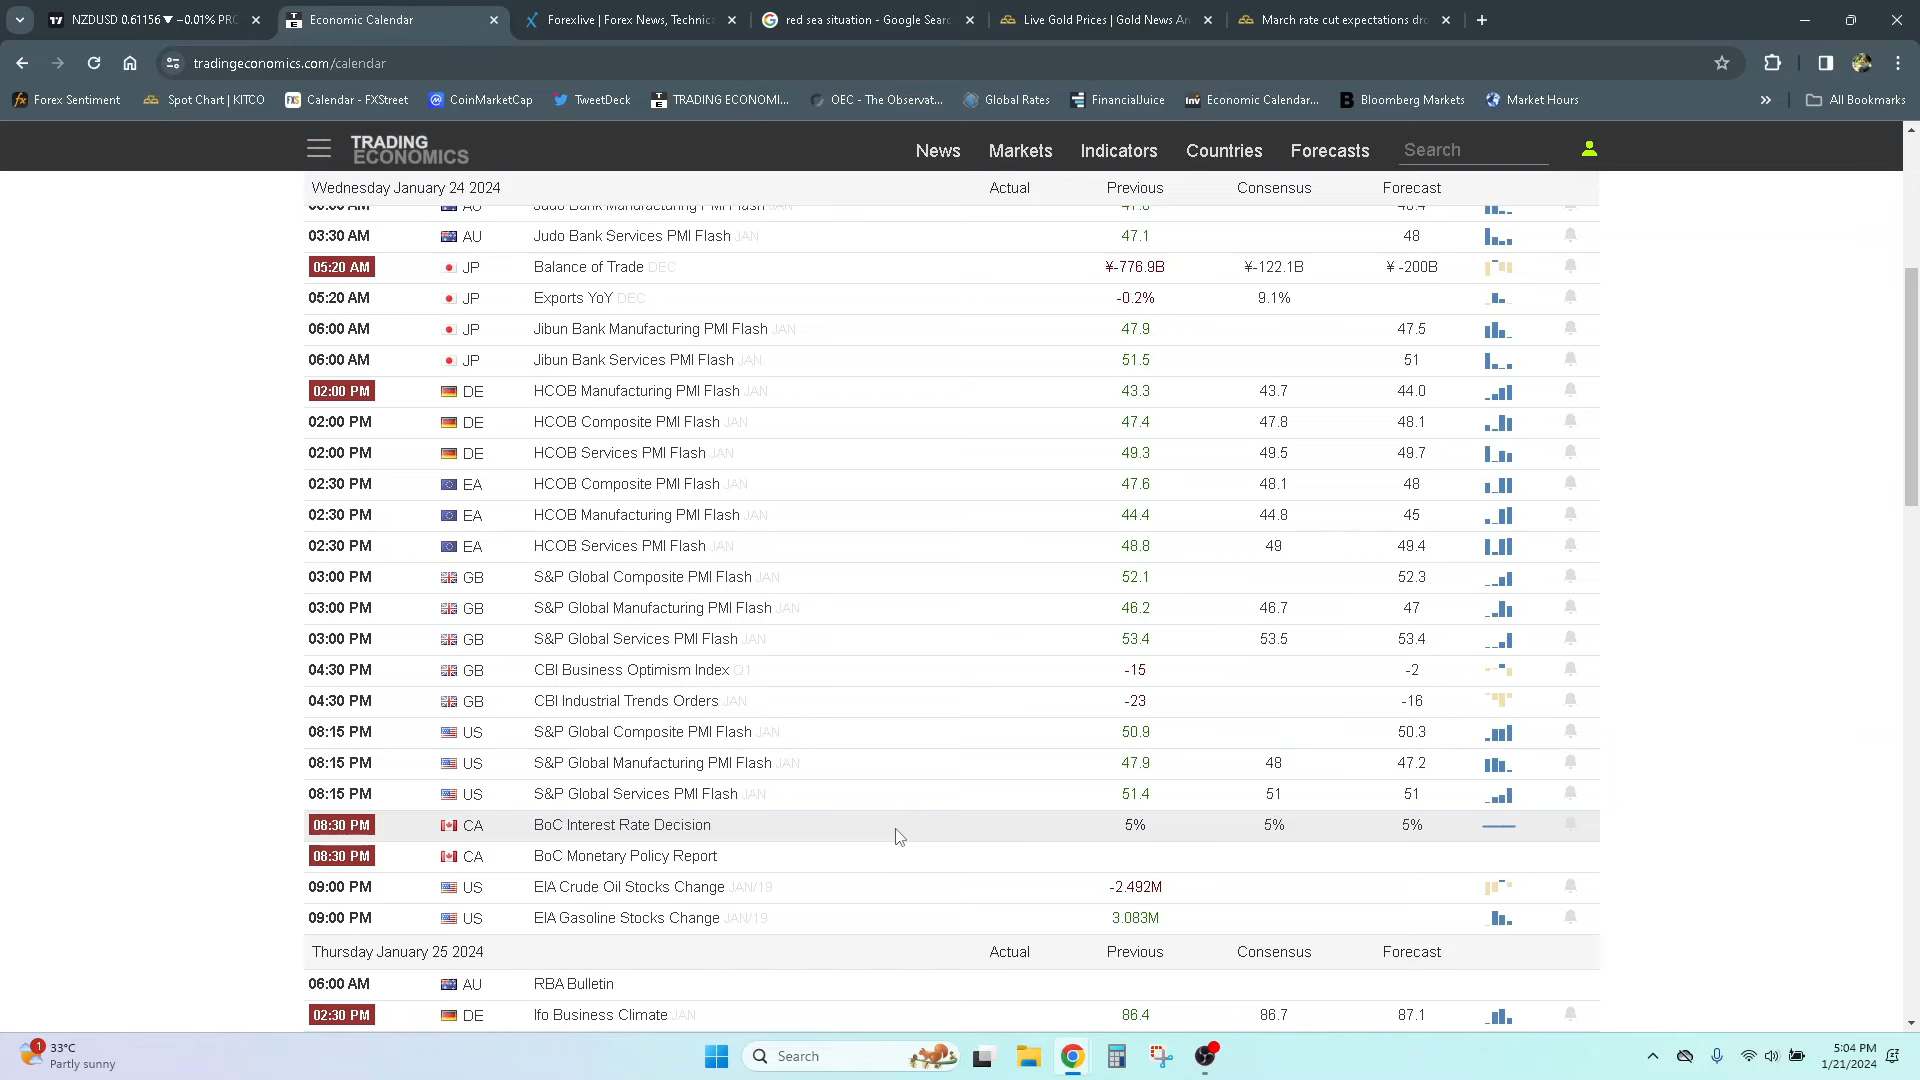 NZDUSD 0.61156 ▼ −0.01% PRO
Economic Calendar
Forexlive | Forex News, Technica
red sea situation - Google Searc
Live Gold Prices | Gold News An
March rate cut expectations dro
tradingeconomics.com/calendar
Forex Sentiment
Spot Chart | KITCO
Calendar - FXStreet
CoinMarketCap
TweetDeck
TRADING ECONOMI...
OEC - The Observat...
Global Rates
FinancialJuice
Economic Calendar...
Bloomberg Markets
Market Hours
All Bookmarks
TRADING ECONOMICS
News Markets Indicators Countries Forecasts Search
Wednesday January 24 2024 Actual Previous Consensus Forecast
03:30 AM AU Judo Bank Manufacturing PMI Flash JAN
03:30 AM AU Judo Bank Services PMI Flash JAN 47.1 48
05:20 AM JP Balance of Trade DEC ¥-776.9B ¥-122.1B ¥ -200B
05:20 AM JP Exports YoY DEC -0.2% 9.1%
06:00 AM JP Jibun Bank Manufacturing PMI Flash JAN 47.9 47.5
06:00 AM JP Jibun Bank Services PMI Flash JAN 51.5 51
02:00 PM DE HCOB Manufacturing PMI Flash JAN 43.3 43.7 44.0
02:00 PM DE HCOB Composite PMI Flash JAN 47.4 47.8 48.1
02:00 PM DE HCOB Services PMI Flash JAN 49.3 49.5 49.7
02:30 PM EA HCOB Composite PMI Flash JAN 47.6 48.1 48
02:30 PM EA HCOB Manufacturing PMI Flash JAN 44.4 44.8 45
02:30 PM EA HCOB Services PMI Flash JAN 48.8 49 49.4
03:00 PM GB S&P Global Composite PMI Flash JAN 52.1 52.3
03:00 PM GB S&P Global Manufacturing PMI Flash JAN 46.2 46.7 47
03:00 PM GB S&P Global Services PMI Flash JAN 53.4 53.5 53.4
04:30 PM GB CBI Business Optimism Index Q1 -15 -2
04:30 PM GB CBI Industrial Trends Orders JAN -23 -16
08:15 PM US S&P Global Composite PMI Flash JAN 50.9 50.3
08:15 PM US S&P Global Manufacturing PMI Flash JAN 47.9 48 47.2
08:15 PM US S&P Global Services PMI Flash JAN 51.4 51 51
08:30 PM CA BoC Interest Rate Decision 5% 5% 5%
08:30 PM CA BoC Monetary Policy Report
09:00 PM US EIA Crude Oil Stocks Change JAN/19 -2.492M
09:00 PM US EIA Gasoline Stocks Change JAN/19 3.083M
Thursday January 25 2024 Actual Previous Consensus Forecast
06:00 AM AU RBA Bulletin
02:30 PM DE Ifo Business Climate JAN 86.4 86.7 87.1
1
33°C
Partly sunny
Search
5:04 PM
1/21/2024